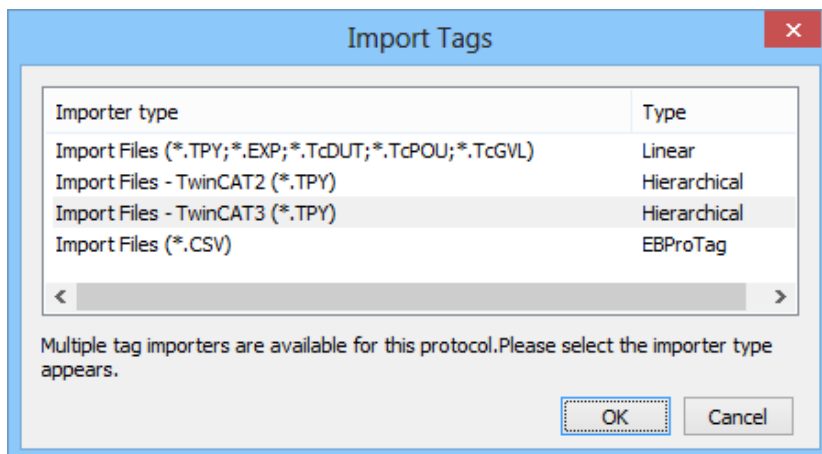 Import Tags
Importer type Type
Import Files (*.TPY;*.EXP;*.TcDUT;*.TcPOU;*.TcGVL) Linear
Import Files - TwinCAT2 (*.TPY) Hierarchical
Import Files - TwinCAT3 (*.TPY) Hierarchical
Import Files (*.CSV) EBProTag
Multiple tag importers are available for this protocol.Please select the importer type
appears.
OK Cancel